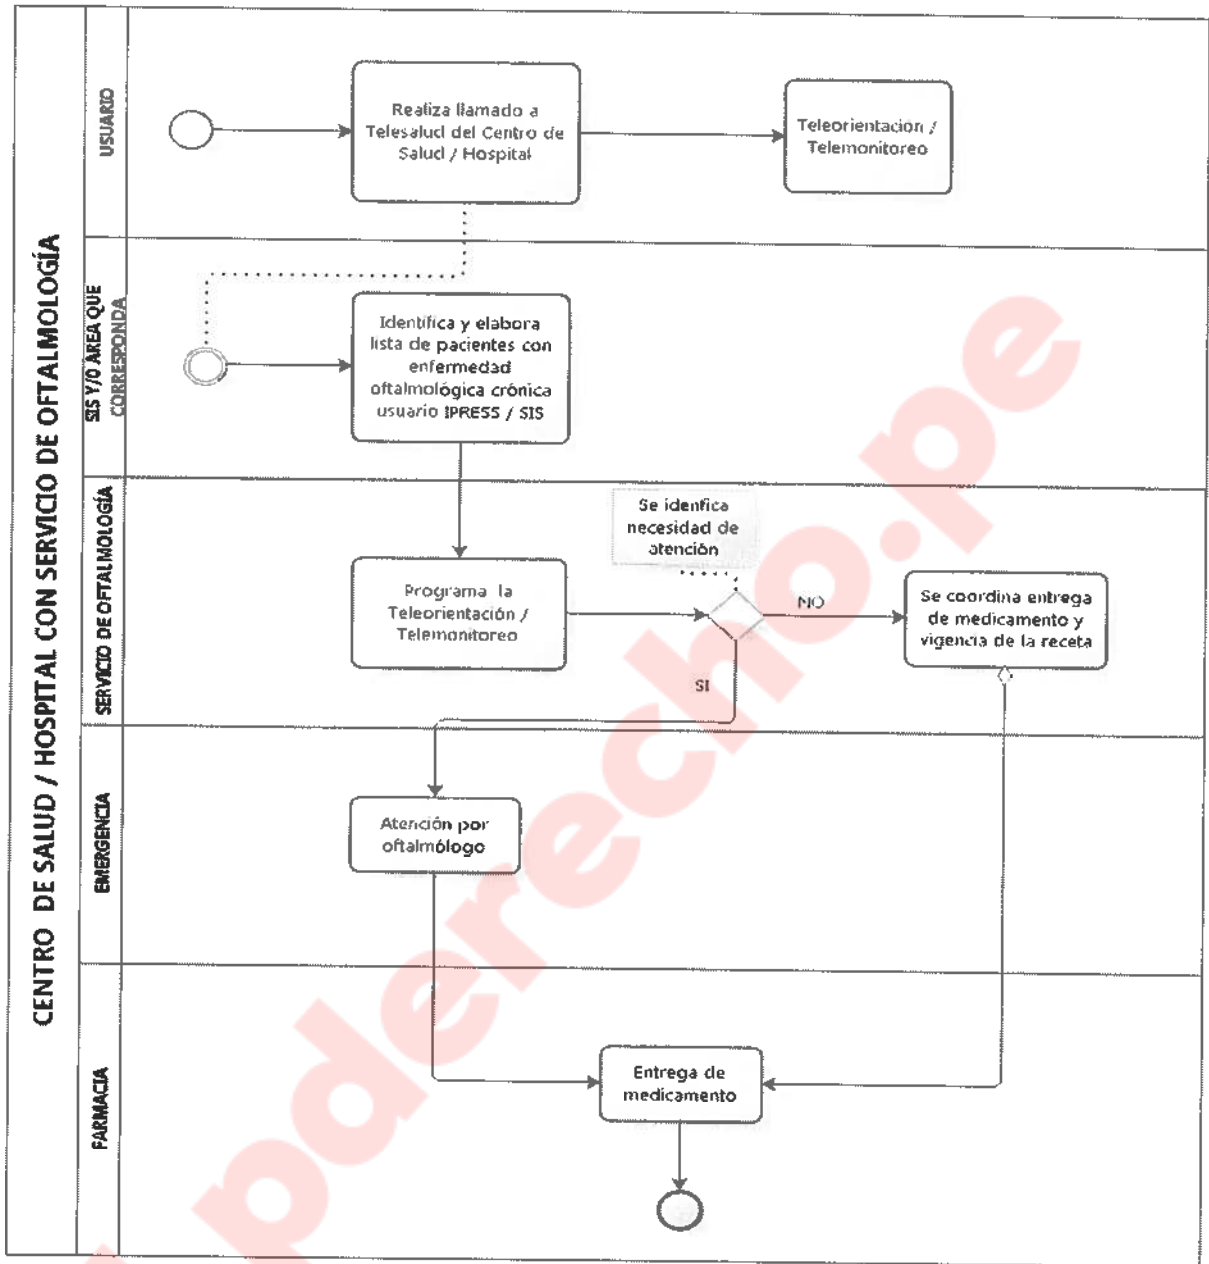 CENTRO DE SALUD / HOSPITAL CON SERVICIO DE OFTALMOLOGÍA
USUARIO
Realiza llamado a
Telesalud del Centro de
Salud / Hospital
Teleorientación /
Telemonitoreo
SIS Y/O AREA QUE
CORRESPONDA
Identifica y elabora
lista de pacientes con
enfermedad
oftalmológica crónica
usuario IPRESS / SIS
SERVICIO DE OFTALMOLOGÍA
Se identfica
necesidad de
atención
Programa la
Teleorientación /
Telemonitoreo
NO
Se coordina entrega
de medicamento y
vigencia de la receta
SI
EMERGENCIA
Atención por
oftalmólogo
FARMACIA
Entrega de
medicamento
pderecho.pe